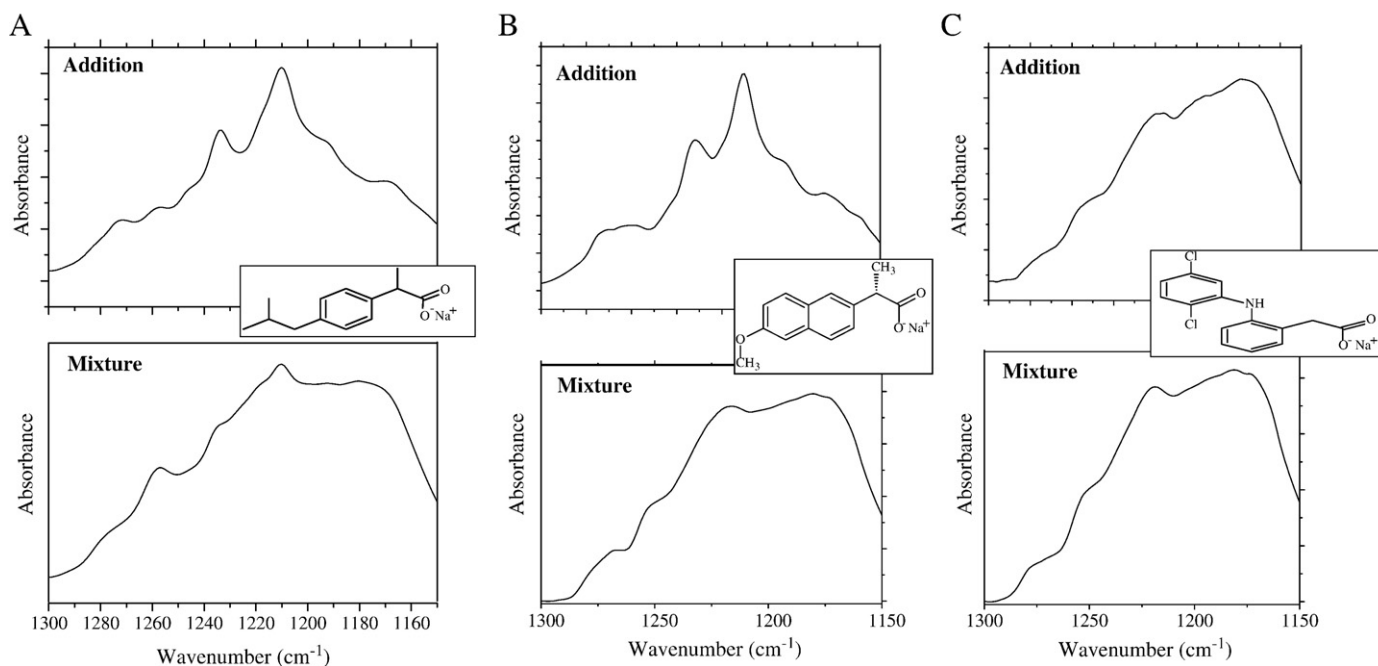 A
Addition
Absorbance
O
O⁻ Na⁺
Mixture
Absorbance
1300 1280 1260 1240 1220 1200 1180 1160
Wavenumber (cm⁻¹)
B
Addition
Absorbance
CH₃
O
O⁻ Na⁺
O
CH₃
Mixture
Absorbance
1300 1250 1200 1150
Wavenumber (cm⁻¹)
C
Addition
Absorbance
Cl
NH
Cl
O
O⁻ Na⁺
Mixture
Absorbance
1300 1250 1200 1150
Wavenumber (cm⁻¹)